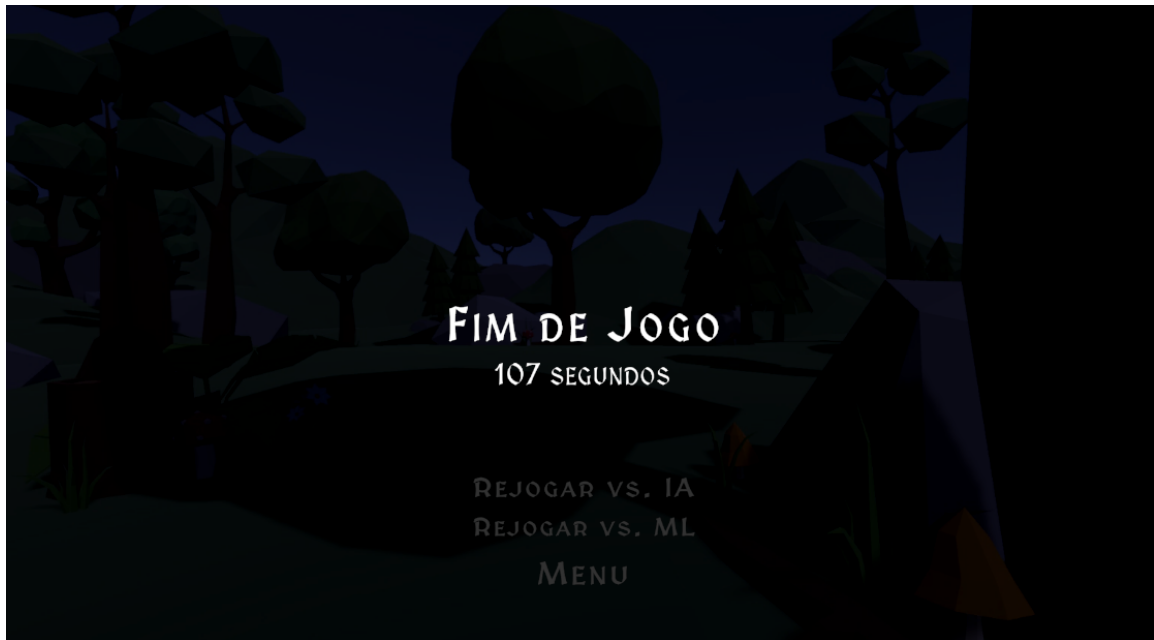 Fim de Jogo
107 segundos
Rejogar vs. IA
Rejogar vs. ML
Menu